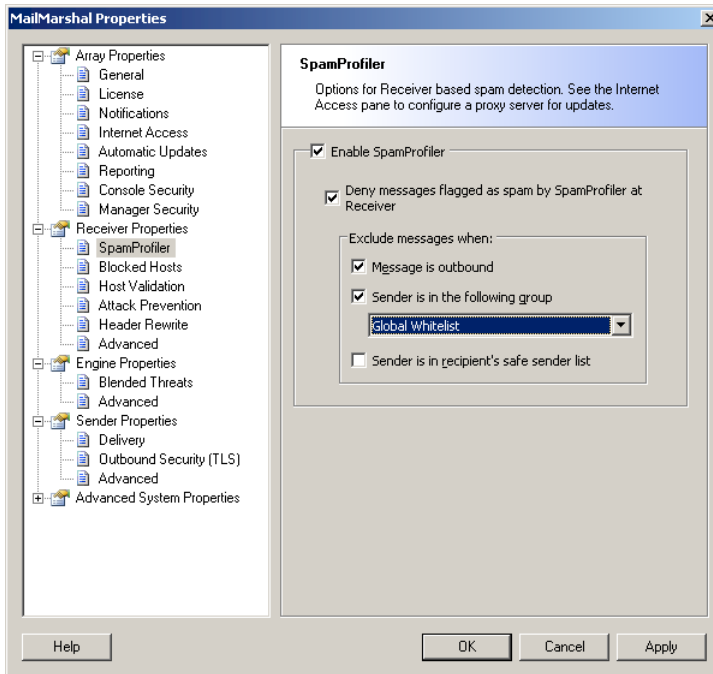 MailMarshal Properties
Array Properties
General
License
Notifications
Internet Access
Automatic Updates
Reporting
Console Security
Manager Security
Receiver Properties
SpamProfiler
Blocked Hosts
Host Validation
Attack Prevention
Header Rewrite
Advanced
Engine Properties
Blended Threats
Advanced
Sender Properties
Delivery
Outbound Security (TLS)
Advanced
Advanced System Properties
SpamProfiler
Options for Receiver based spam detection. See the Internet
Access pane to configure a proxy server for updates.
Enable SpamProfiler
Deny messages flagged as spam by SpamProfiler at
Receiver
Exclude messages when:
Message is outbound
Sender is in the following group
Global Whitelist
Sender is in recipient's safe sender list
Help
OK
Cancel
Apply